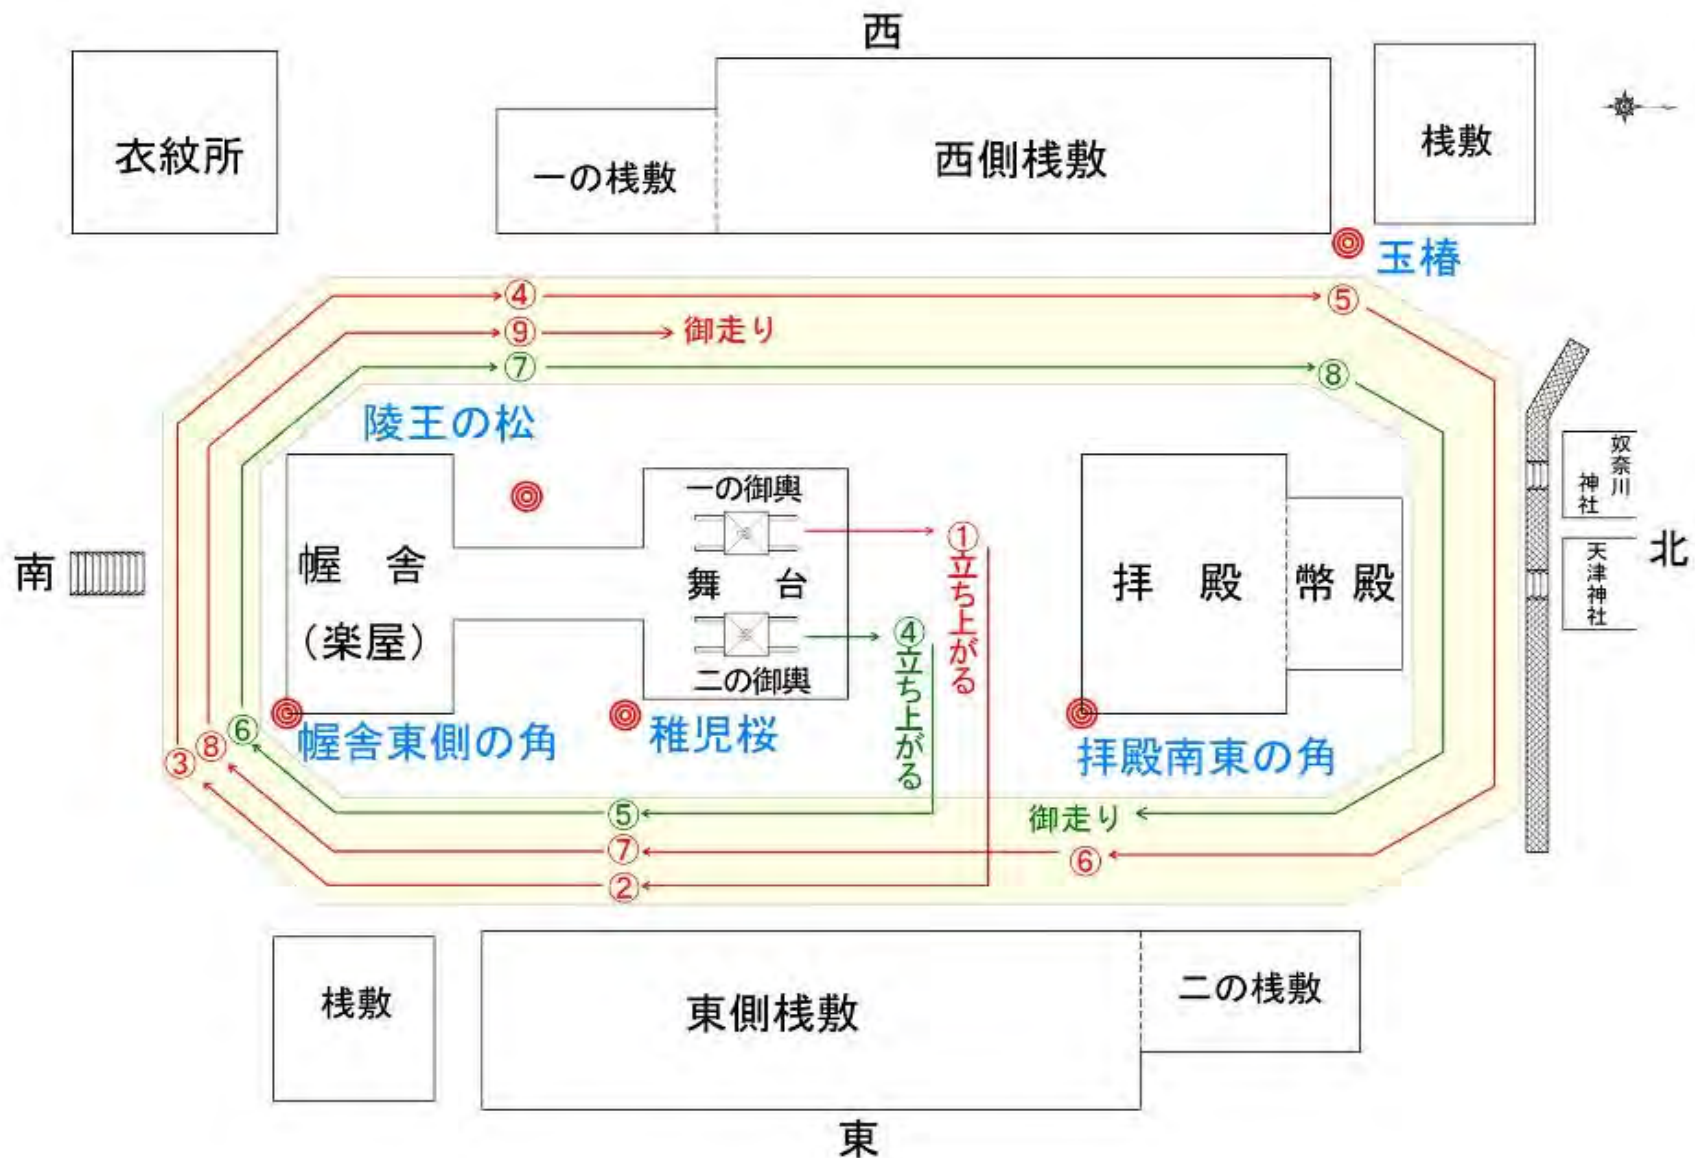 西
衣紋所
一の桟敷
西側桟敷
桟敷
玉椿
④
⑤
⑨
御走り
⑦
⑧
陵王の松
奴奈川
神社
一の御輿
①立ち上がる
南
幄 舎
(楽屋)
舞 台
拝 殿
幣殿
天津神社
北
④立ち上がる
二の御輿
幄舎東側の角
稚児桜
拝殿南東の角
⑥
⑧
③
⑤
御走り
⑦
⑥
②
桟敷
東側桟敷
二の桟敷
東